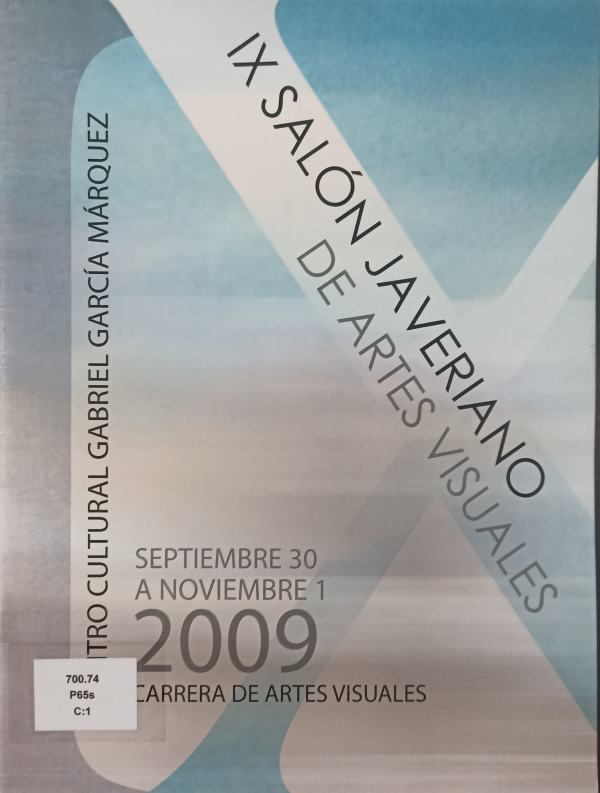 IX SALÓN JAVERIANO
DE ARTES VISUALES
CULTURAL GABRIEL GARCÍA MÁRQUEZ
SEPTIEMBRE 30
A NOVIEMBRE 1
2009
CARRERA DE ARTES VISUALES
700.74
P65s
C:1